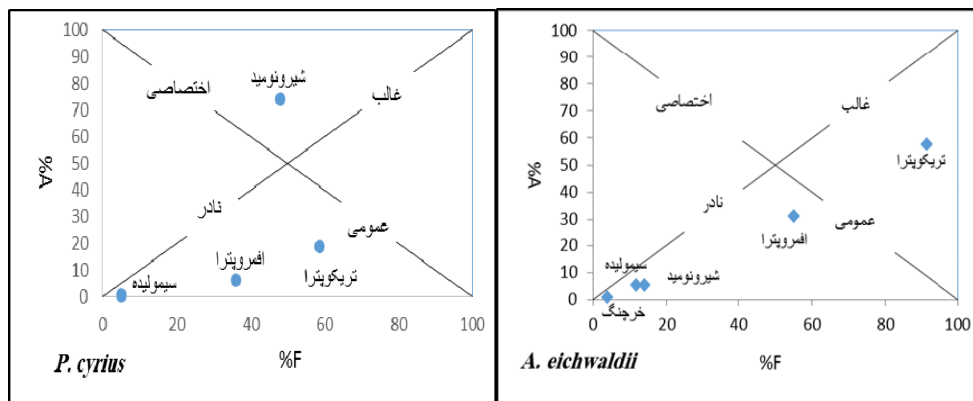 100
90
80
70
60
50
40
30
20
10
0
%A
شیرونومید
اختصاصی
غالب
نادر
عمومی
افمروپترا
تریکوپترا
سیمولیده
0 20 40 60 80 100
%F
P. cyrius
100
90
80
70
60
50
40
30
20
10
0
%A
اختصاصی
غالب
تریکوپترا
نادر
عمومی
افمروپترا
سیمولیده
شیرونومید
خرچنگ
0 20 40 60 80 100
%F
A. eichwaldii